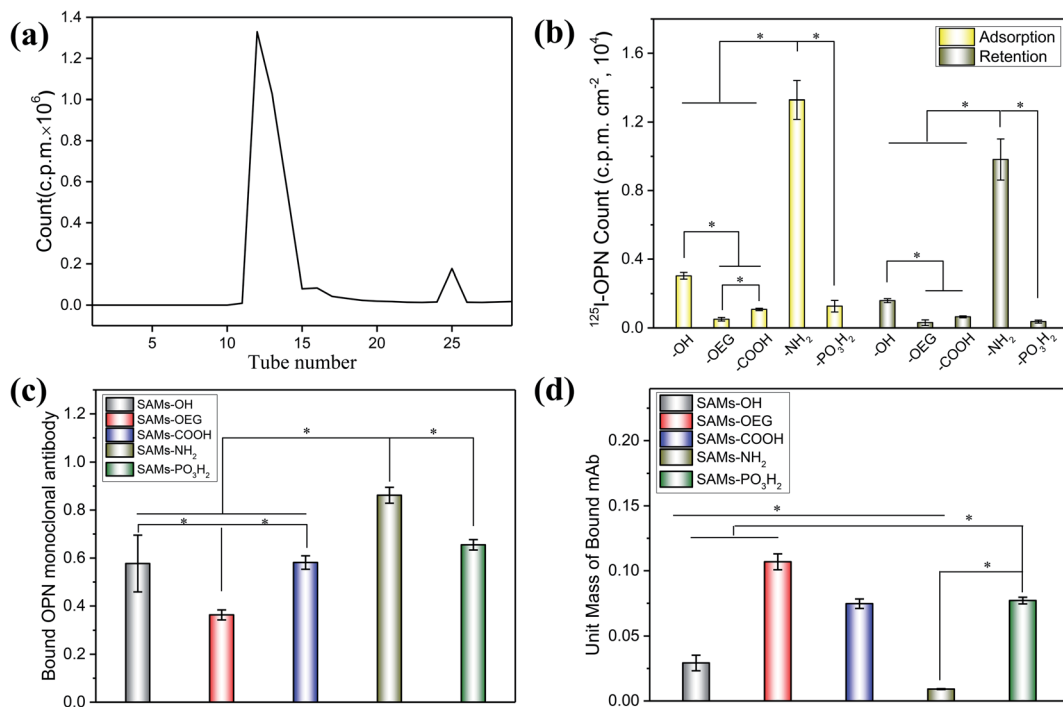 (a)
Count(c.p.m.×10⁶)
1.4
1.2
1.0
0.8
0.6
0.4
0.2
0.0
5 10 15 20 25
Tube number
(b)
¹²⁵I-OPN Count (c.p.m. cm⁻², 10⁴)
1.6
1.2
0.8
0.4
0.0
Adsorption
Retention
* * * * * * *
-OH -OEG -COOH -NH₂ -PO₃H₂ -OH -OEG -COOH -NH₂ -PO₃H₂
(c)
Bound OPN monoclonal antibody
1.2
1.0
0.8
0.6
0.4
0.2
0.0
SAMs-OH
SAMs-OEG
SAMs-COOH
SAMs-NH₂
SAMs-PO₃H₂
* * * *
(d)
Unit Mass of Bound mAb
0.20
0.15
0.10
0.05
0.00
SAMs-OH
SAMs-OEG
SAMs-COOH
SAMs-NH₂
SAMs-PO₃H₂
* * *